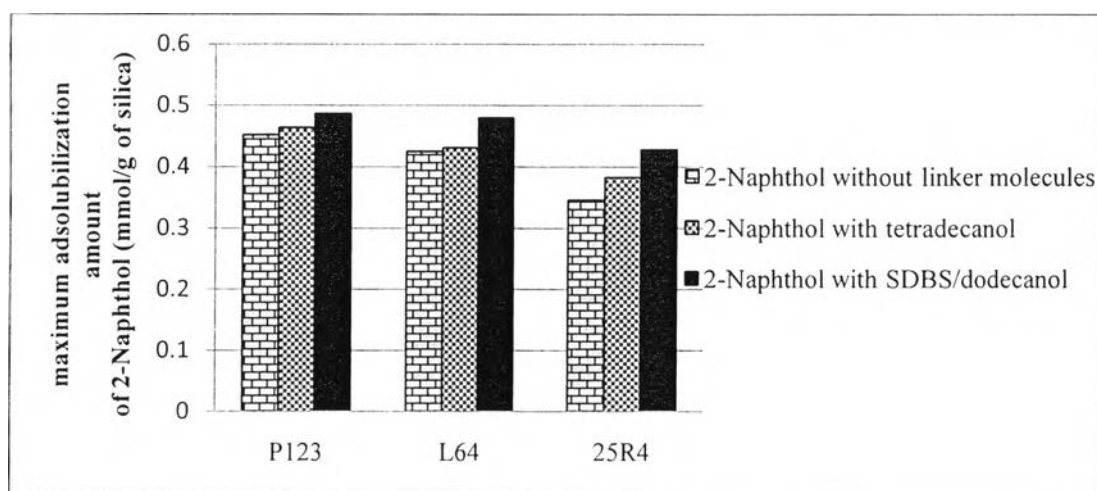 maximum adsolubilization
amount
of 2-Naphthol (mmol/g of silica)
0.6
0.5
0.4
0.3
0.2
0.1
0
P123
L64
25R4
2-Naphthol without linker molecules
2-Naphthol with tetradecanol
2-Naphthol with SDBS/dodecanol